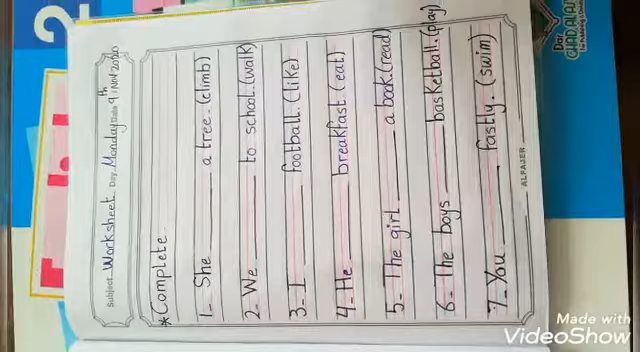 Subject Worksheet Day Monday Date 9th Nov 2020
* Complete
1- She ______ a tree. (climb)
2- We ______ to school. (walk)
3- I ______ football. (like)
4- He ______ breakfast. (eat)
5- The girl ______ a book. (read)
6- The boys ______ basketball. (play)
7- You ______ fastly. (swim)
ALFAJER
2
Made with
VideoShow